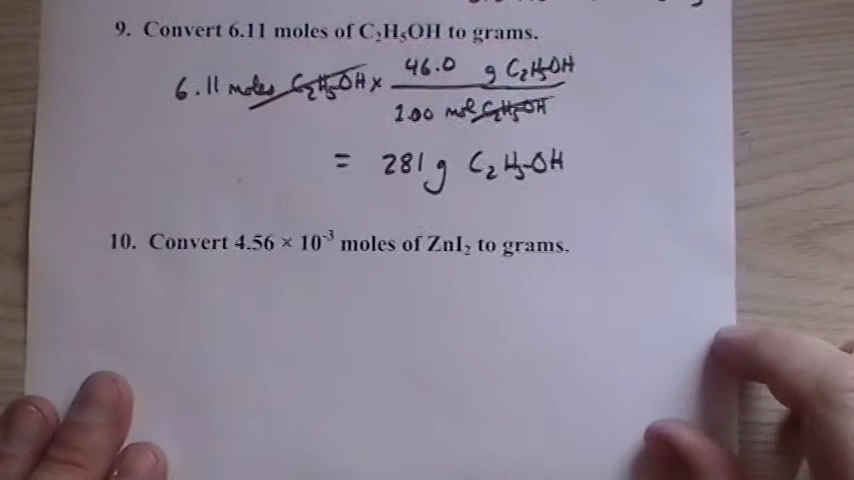 9. Convert 6.11 moles of C₂H₅OH to grams.
6.11 moles C₂H₅OH × 46.0 g C₂H₅OH
1.00 mol C₂H₅OH
= 281 g C₂H₅OH
10. Convert 4.56 × 10⁻³ moles of ZnI₂ to grams.